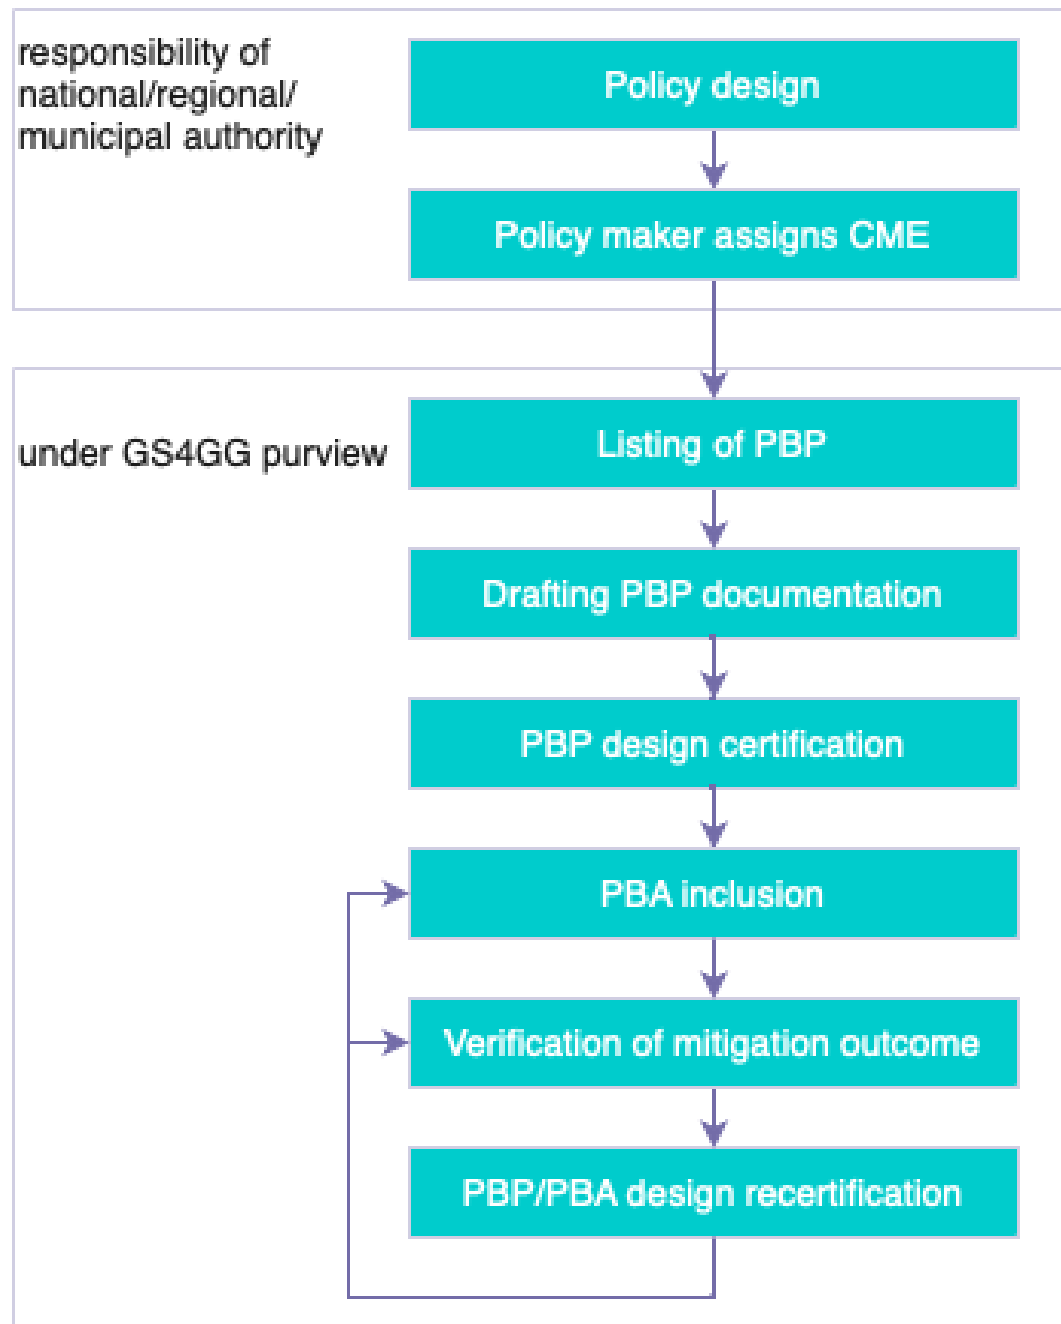 responsibility of
national/regional/
municipal authority
Policy design
Policy maker assigns CME
under GS4GG purview
Listing of PBP
Drafting PBP documentation
PBP design certification
PBA inclusion
Verification of mitigation outcome
PBP/PBA design recertification